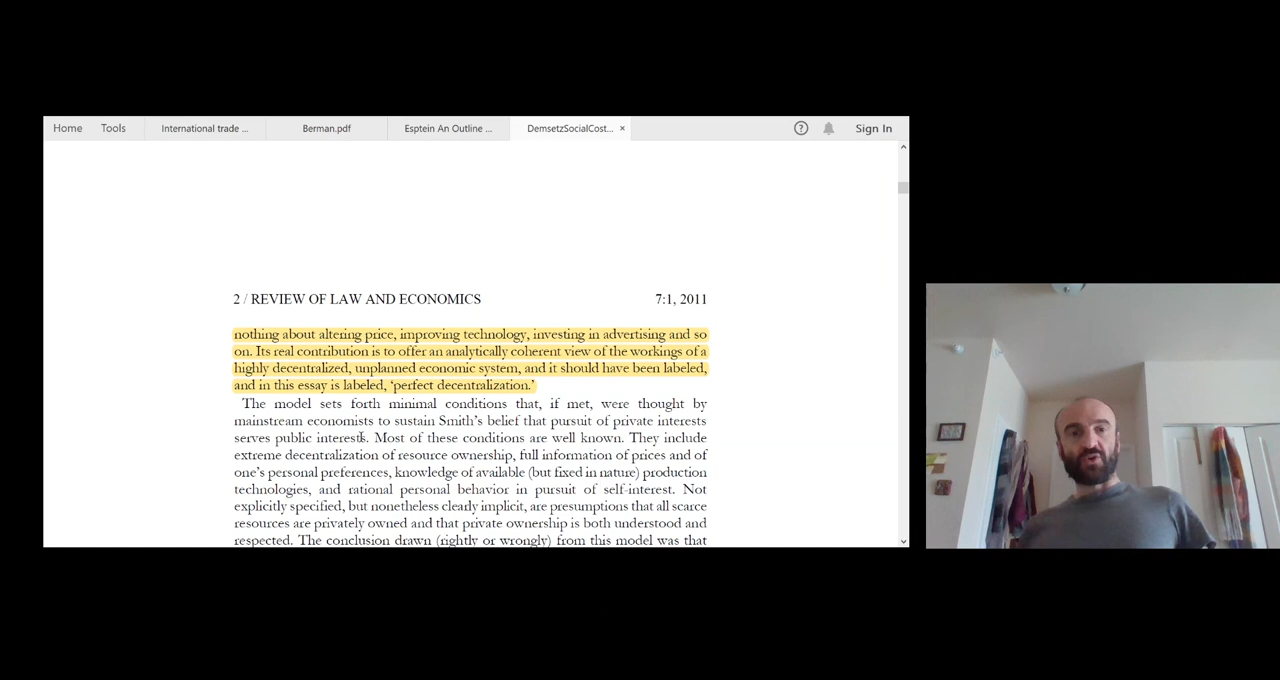 Home Tools International trade ... Berman.pdf Esptein An Outline ... DemsetzSocialCost... × ? Sign In
2 / REVIEW OF LAW AND ECONOMICS 7:1, 2011
nothing about altering price, improving technology, investing in advertising and so
on. Its real contribution is to offer an analytically coherent view of the workings of a
highly decentralized, unplanned economic system, and it should have been labeled,
and in this essay is labeled, ‘perfect decentralization.’
The model sets forth minimal conditions that, if met, were thought by
mainstream economists to sustain Smith’s belief that pursuit of private interests
serves public interests. Most of these conditions are well known. They include
extreme decentralization of resource ownership, full information of prices and of
one’s personal preferences, knowledge of available (but fixed in nature) production
technologies, and rational personal behavior in pursuit of self-interest. Not
explicitly specified, but nonetheless clearly implicit, are presumptions that all scarce
resources are privately owned and that private ownership is both understood and
respected. The conclusion drawn (rightly or wrongly) from this model was that